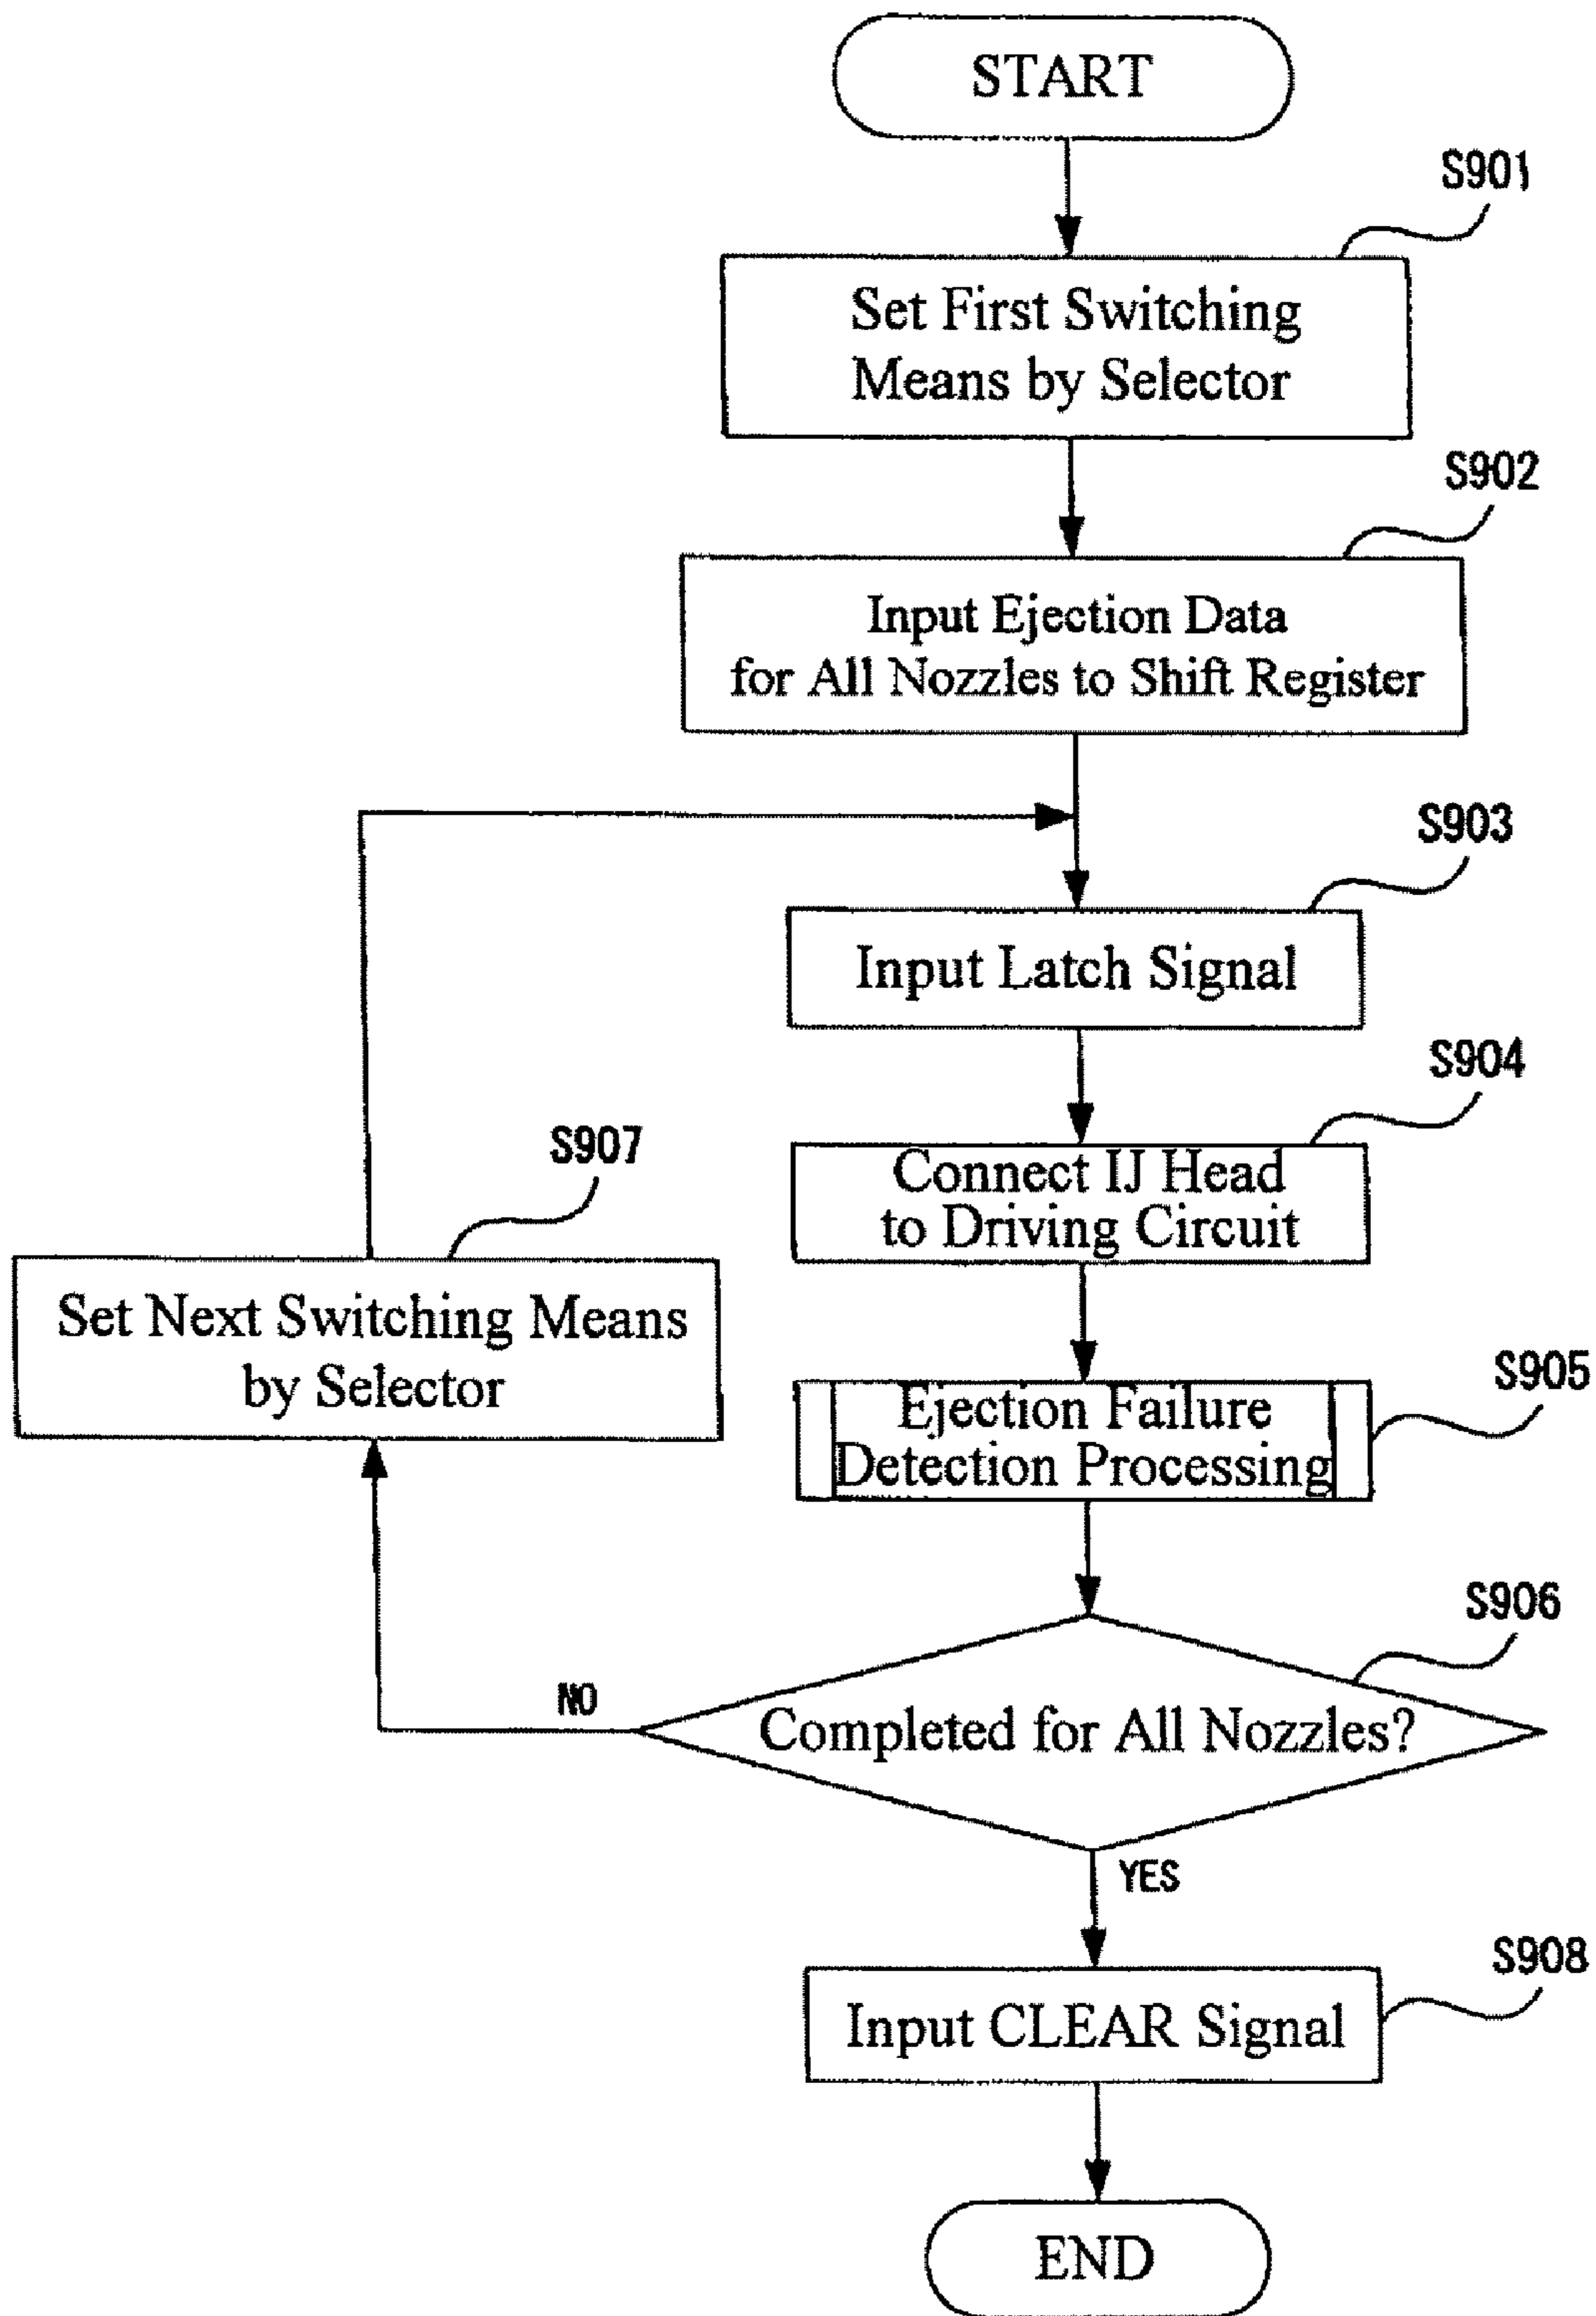 START
S901
Set First Switching
Means by Selector
S902
Input Ejection Data
for All Nozzles to Shift Register
S903
Input Latch Signal
S904
Connect IJ Head
to Driving Circuit
S907
Set Next Switching Means
by Selector
S905
Ejection Failure
Detection Processing
S906
NO
Completed for All Nozzles?
YES
S908
Input CLEAR Signal
END